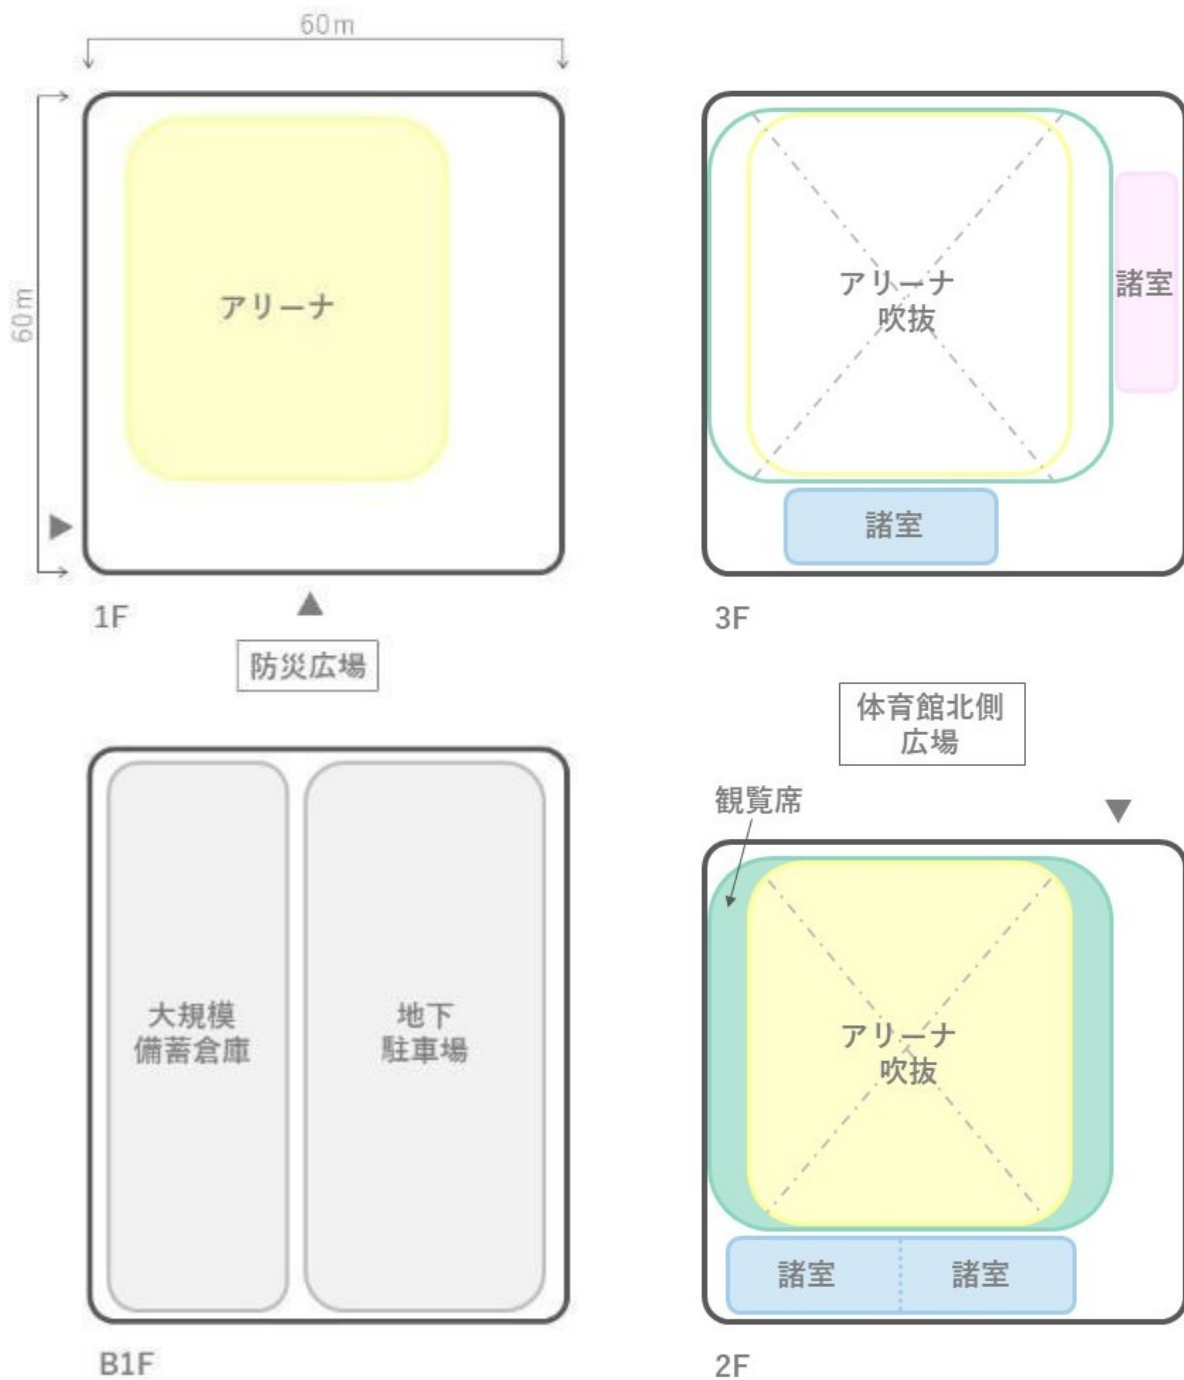 60m
60m
アリーナ
1F
防災広場
アリーナ
吹抜
諸室
諸室
3F
大規模
備蓄倉庫
地下
駐車場
B1F
体育館北側
広場
観覧席
アリーナ
吹抜
諸室
諸室
2F